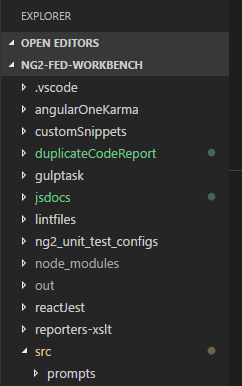 EXPLORER
OPEN EDITORS
NG2-FED-WORKBENCH
.vscode
angularOneKarma
customSnippets
duplicateCodeReport
gulptask
jsdocs
lintfiles
ng2_unit_test_configs
node_modules
out
reactJest
reporters-xslt
src
prompts